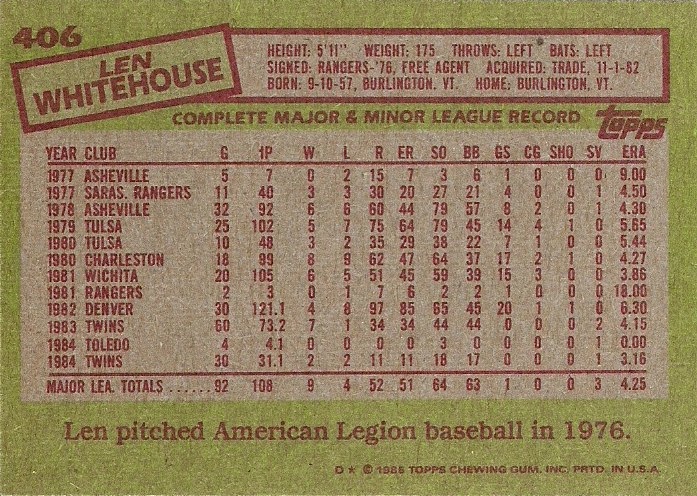 406
LEN
WHITEHOUSE
HEIGHT: 5'11" WEIGHT: 175 THROWS: LEFT BATS: LEFT
SIGNED: RANGERS-'76, FREE AGENT ACQUIRED: TRADE, 11-1-82
BORN: 9-10-57, BURLINGTON, VT. HOME: BURLINGTON, VT.
COMPLETE MAJOR & MINOR LEAGUE RECORD
Topps
YEAR CLUB G IP W L R ER SO BB GS CG SHO SV ERA
1977 ASHEVILLE 5 7 0 2 15 7 3 6 1 0 0 0 9.00
1977 SARAS. RANGERS 11 40 3 3 30 20 27 21 4 0 0 1 4.50
1978 ASHEVILLE 32 92 6 6 60 44 79 57 8 2 0 1 4.30
1979 TULSA 25 102 5 7 75 64 79 45 14 4 1 0 5.65
1980 TULSA 10 48 3 2 35 29 38 22 7 1 0 0 5.44
1980 CHARLESTON 18 99 8 9 62 47 64 37 17 2 1 0 4.27
1981 WICHITA 20 105 6 5 51 45 59 39 15 3 0 0 3.86
1981 RANGERS 2 3 0 1 7 6 2 2 1 0 0 0 18.00
1982 DENVER 30 121.1 4 8 97 85 65 45 20 1 1 0 6.30
1983 TWINS 60 73.2 7 1 34 34 44 44 0 0 0 2 4.15
1984 TOLEDO 4 4.1 0 0 0 0 3 0 0 0 0 1 0.00
1984 TWINS 30 31.1 2 2 11 11 18 17 0 0 0 1 3.16
MAJOR LEA. TOTALS ...... 92 108 9 4 52 51 64 63 1 0 0 3 4.25
Len pitched American Legion baseball in 1976.
D * © 1985 TOPPS CHEWING GUM, INC. PRTD. IN U.S.A.